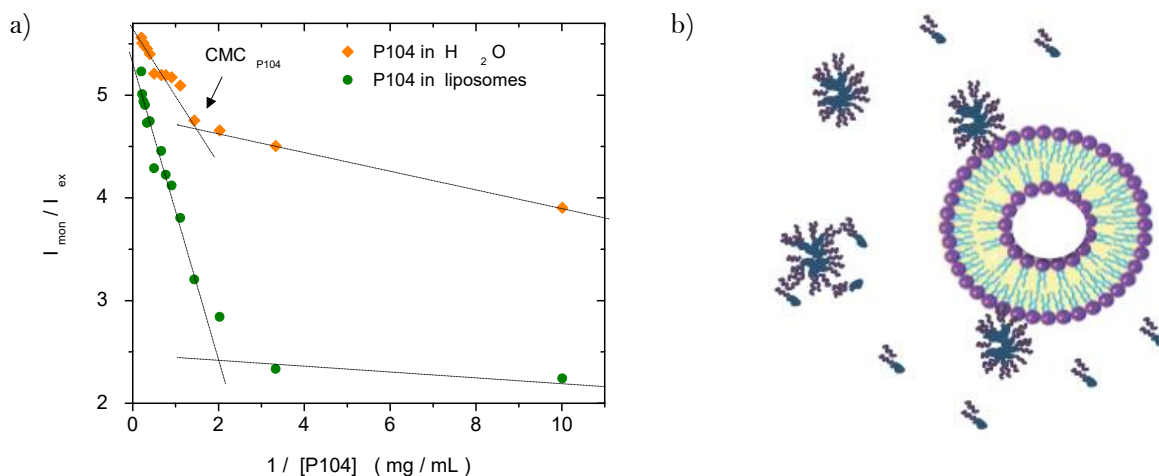 a)
b)
P104 in H 2O
P104 in liposomes
CMC P104
I mon / I ex
5
4
3
2
0 2 4 6 8 10
1 / [P104] ( mg / mL )